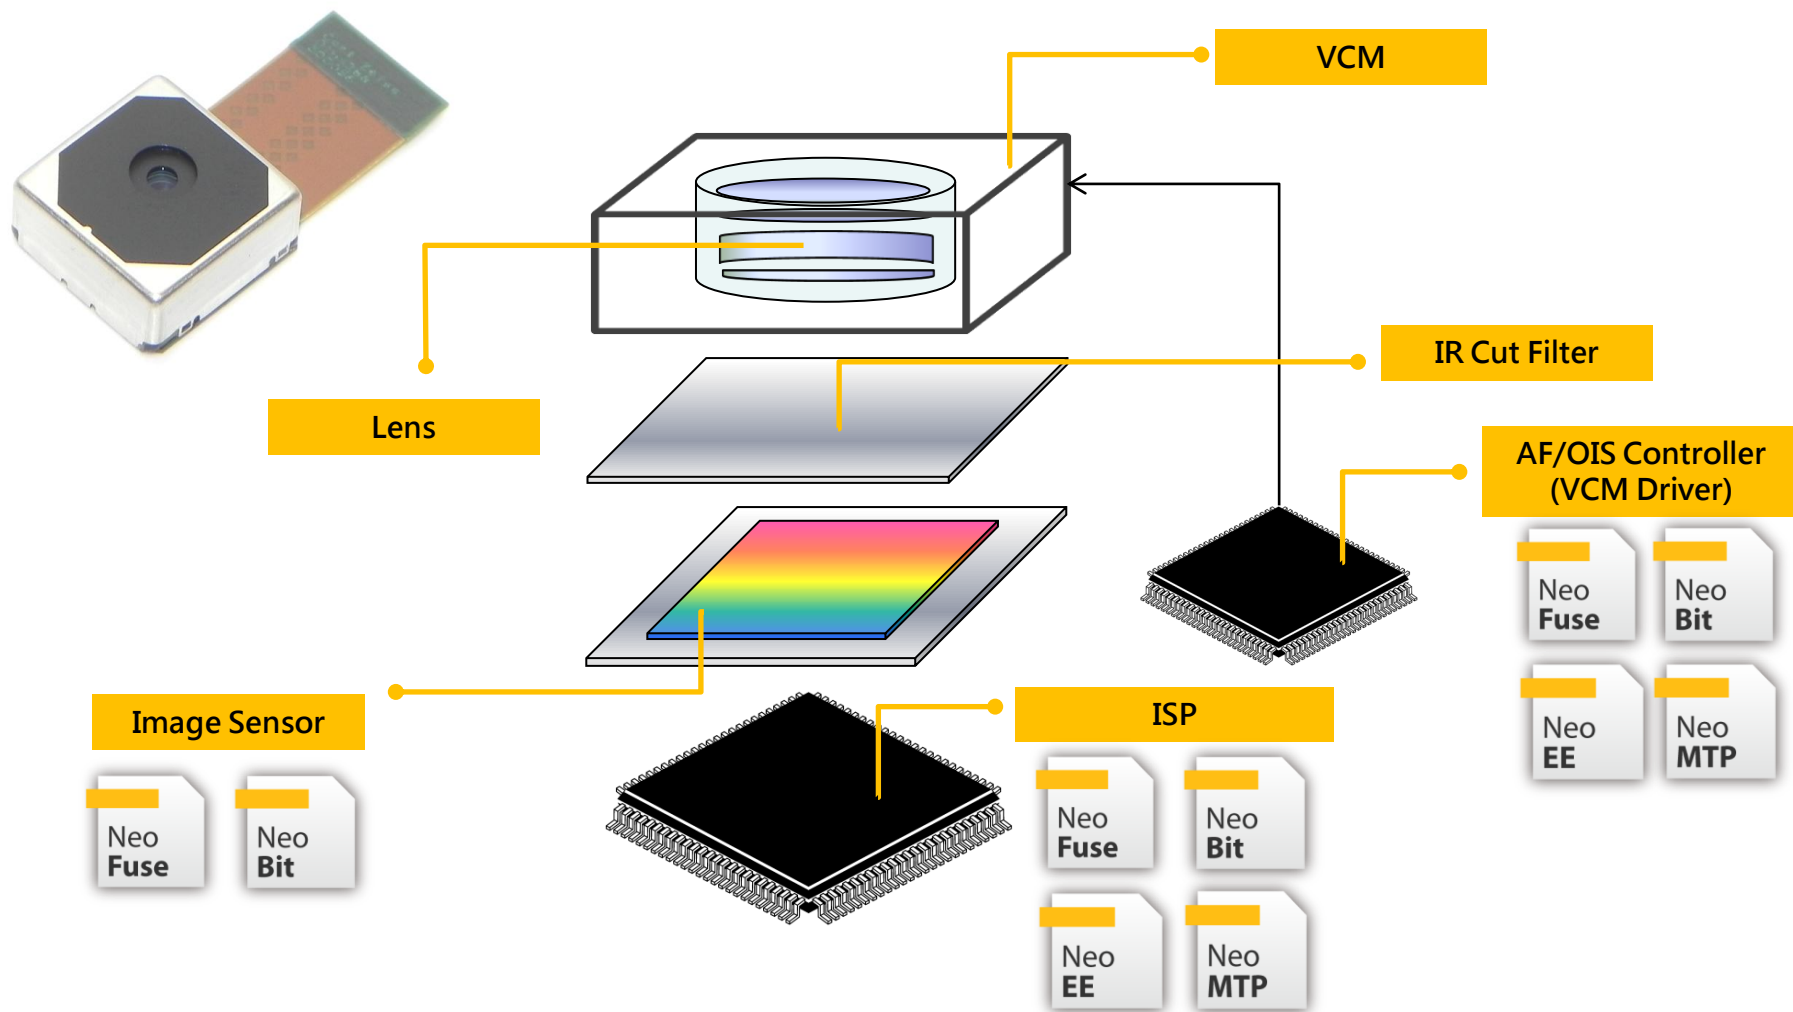 VCM
IR Cut Filter
Lens
AF/OIS Controller
(VCM Driver)
Neo
Fuse
Neo
Bit
Neo
EE
Neo
MTP
Image Sensor
Neo
Fuse
Neo
Bit
ISP
Neo
Fuse
Neo
Bit
Neo
EE
Neo
MTP